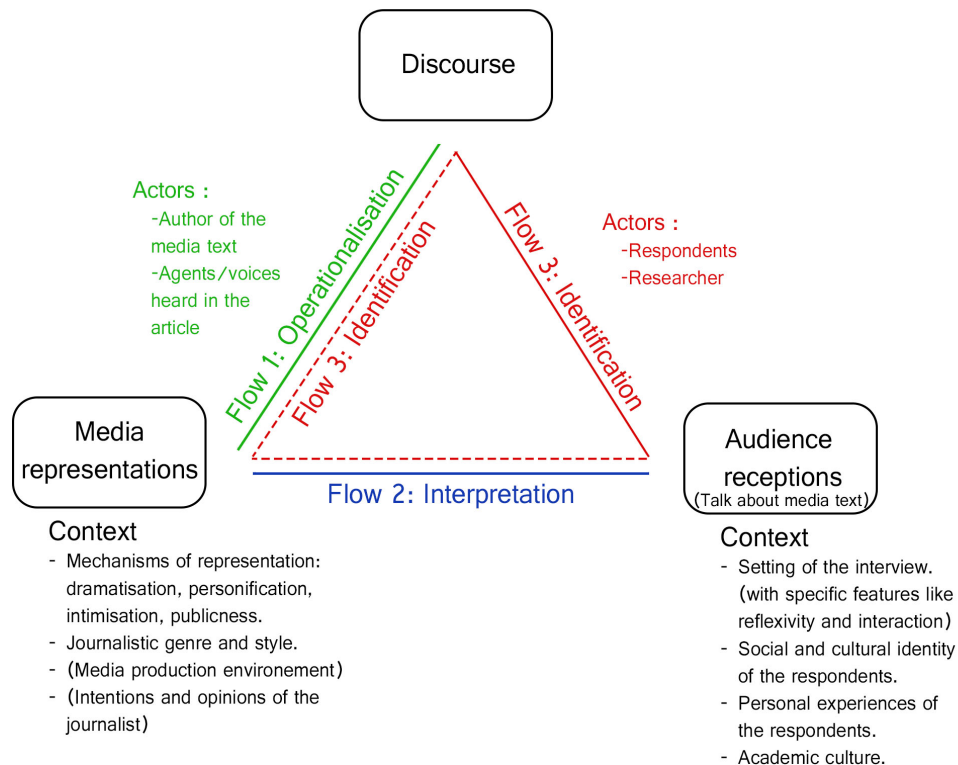 Discourse
Actors :
-Author of the
media text
-Agents/voices
heard in the
article
Flow 1: Operationalisation
Flow 3: Identification
Flow 3: Identification
Actors :
-Respondents
-Researcher
Media
representations
Audience
receptions
(Talk about media text)
Flow 2: Interpretation
Context
- Mechanisms of representation:
dramatisation, personification,
intimisation, publicness.
- Journalistic genre and style.
- (Media production environement)
- (Intentions and opinions of the
journalist)
Context
- Setting of the interview.
(with specific features like
reflexivity and interaction)
- Social and cultural identity
of the respondents.
- Personal experiences of
the respondents.
- Academic culture.